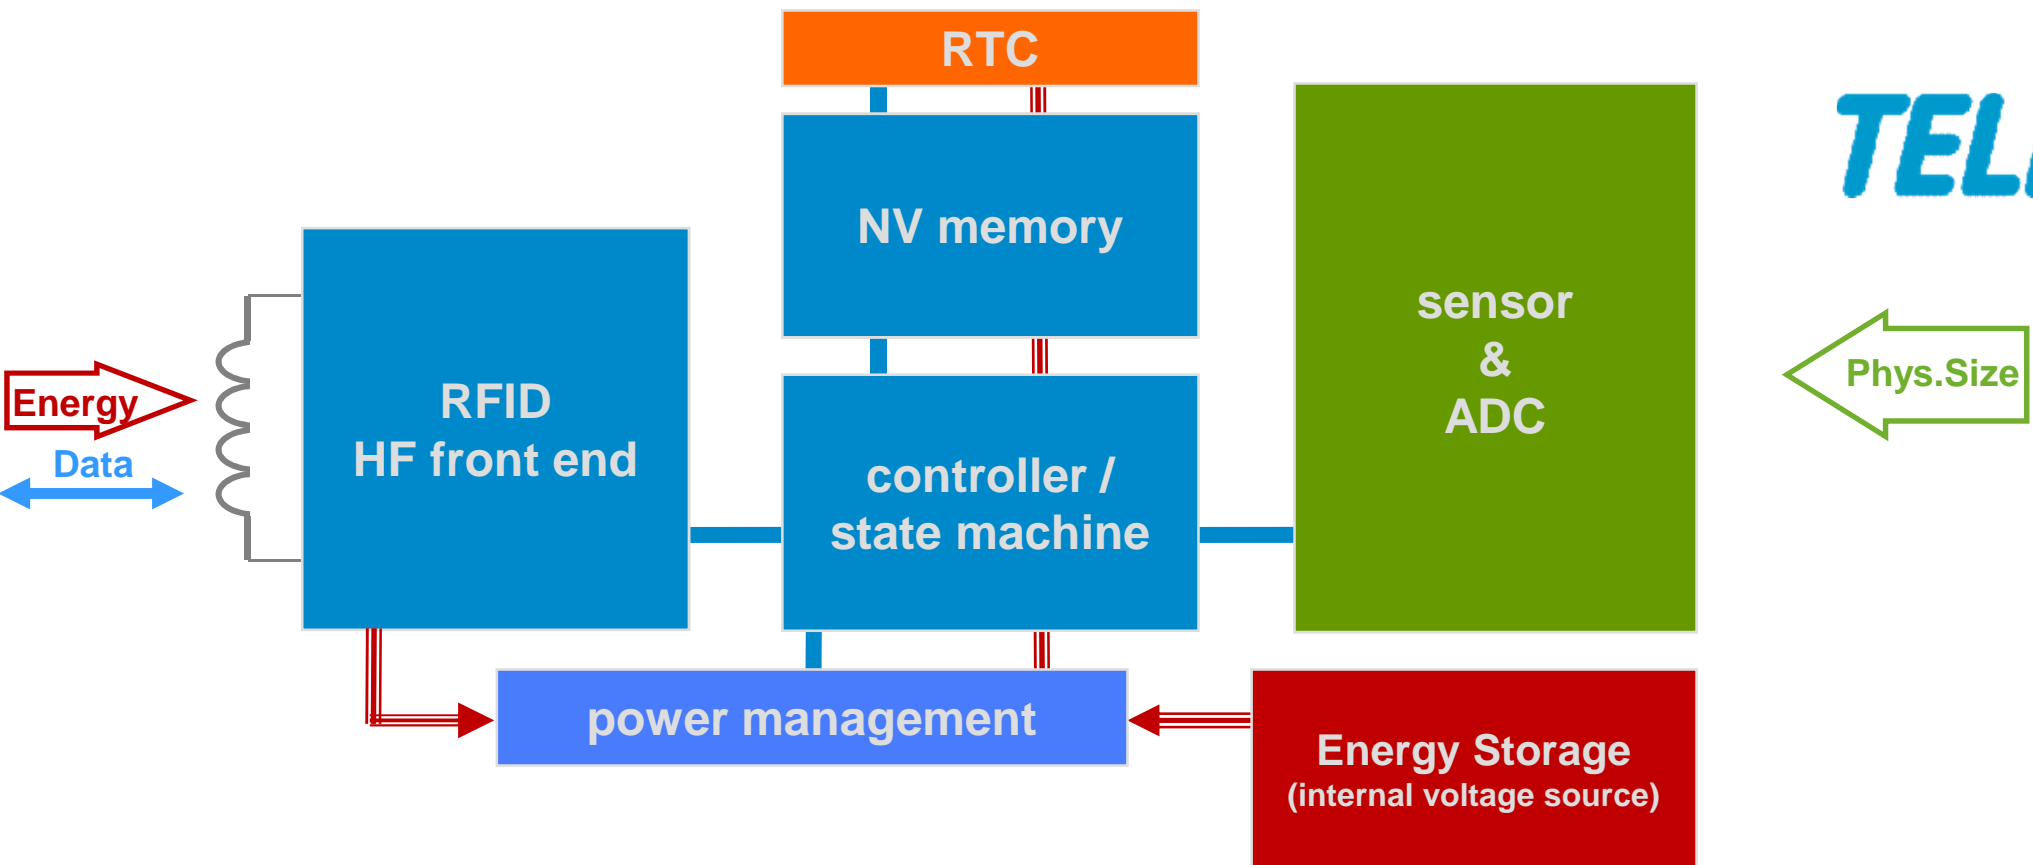 RTC
NV memory
RFID
HF front end
controller /
state machine
sensor
&
ADC
Energy
Data
Phys.Size
power management
Energy Storage
(internal voltage source)